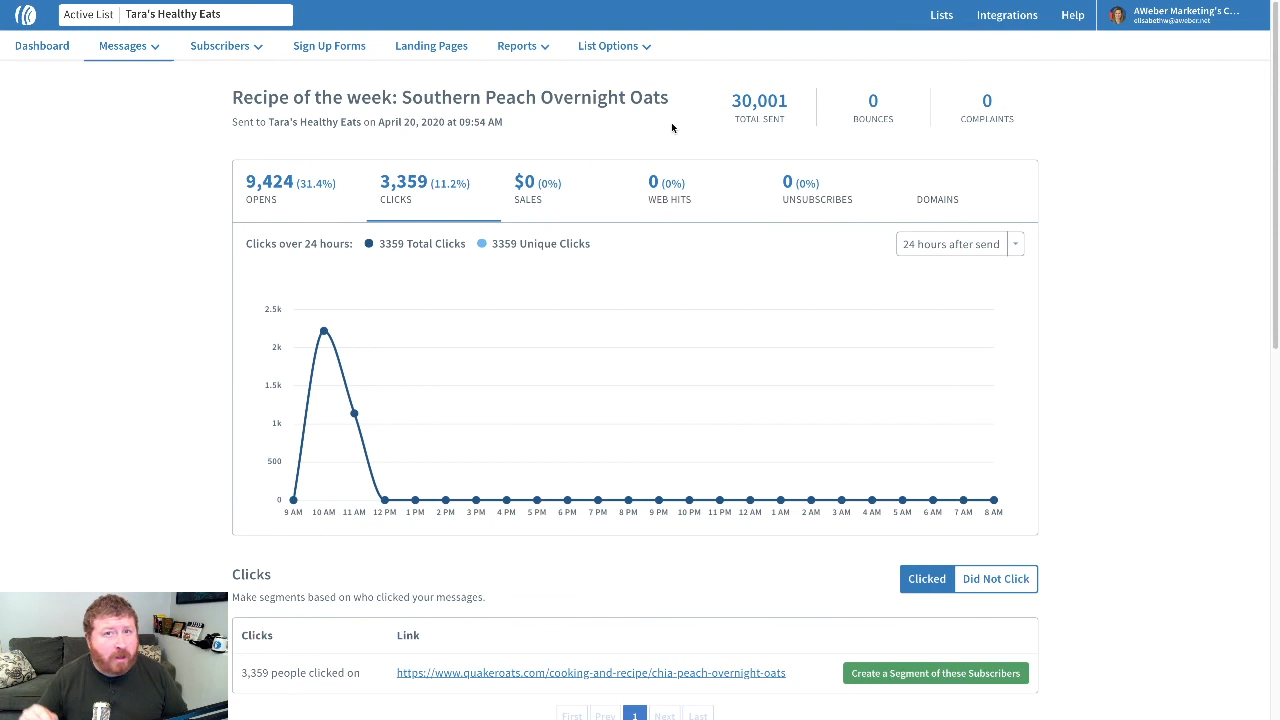 Active List
Tara's Healthy Eats
Lists
Integrations
Help
AWeber Marketing's C...
elisabethw@aweber.net
Dashboard
Messages
Subscribers
Sign Up Forms
Landing Pages
Reports
List Options
Recipe of the week: Southern Peach Overnight Oats
Sent to Tara's Healthy Eats on April 20, 2020 at 09:54 AM
30,001
TOTAL SENT
0
BOUNCES
0
COMPLAINTS
9,424 (31.4%)
OPENS
3,359 (11.2%)
CLICKS
$0 (0%)
SALES
0 (0%)
WEB HITS
0 (0%)
UNSUBSCRIBES
DOMAINS
Clicks over 24 hours:
3359 Total Clicks
3359 Unique Clicks
24 hours after send
2.5k
2k
1.5k
1k
500
0
9 AM 10 AM 11 AM 12 PM 1 PM 2 PM 3 PM 4 PM 5 PM 6 PM 7 PM 8 PM 9 PM 10 PM 11 PM 12 AM 1 AM 2 AM 3 AM 4 AM 5 AM 6 AM 7 AM 8 AM
Clicks
Make segments based on who clicked your messages.
Clicked
Did Not Click
Clicks
Link
3,359 people clicked on
https://www.quakeroats.com/cooking-and-recipe/chia-peach-overnight-oats
Create a Segment of these Subscribers
First Prev 1 Next Last